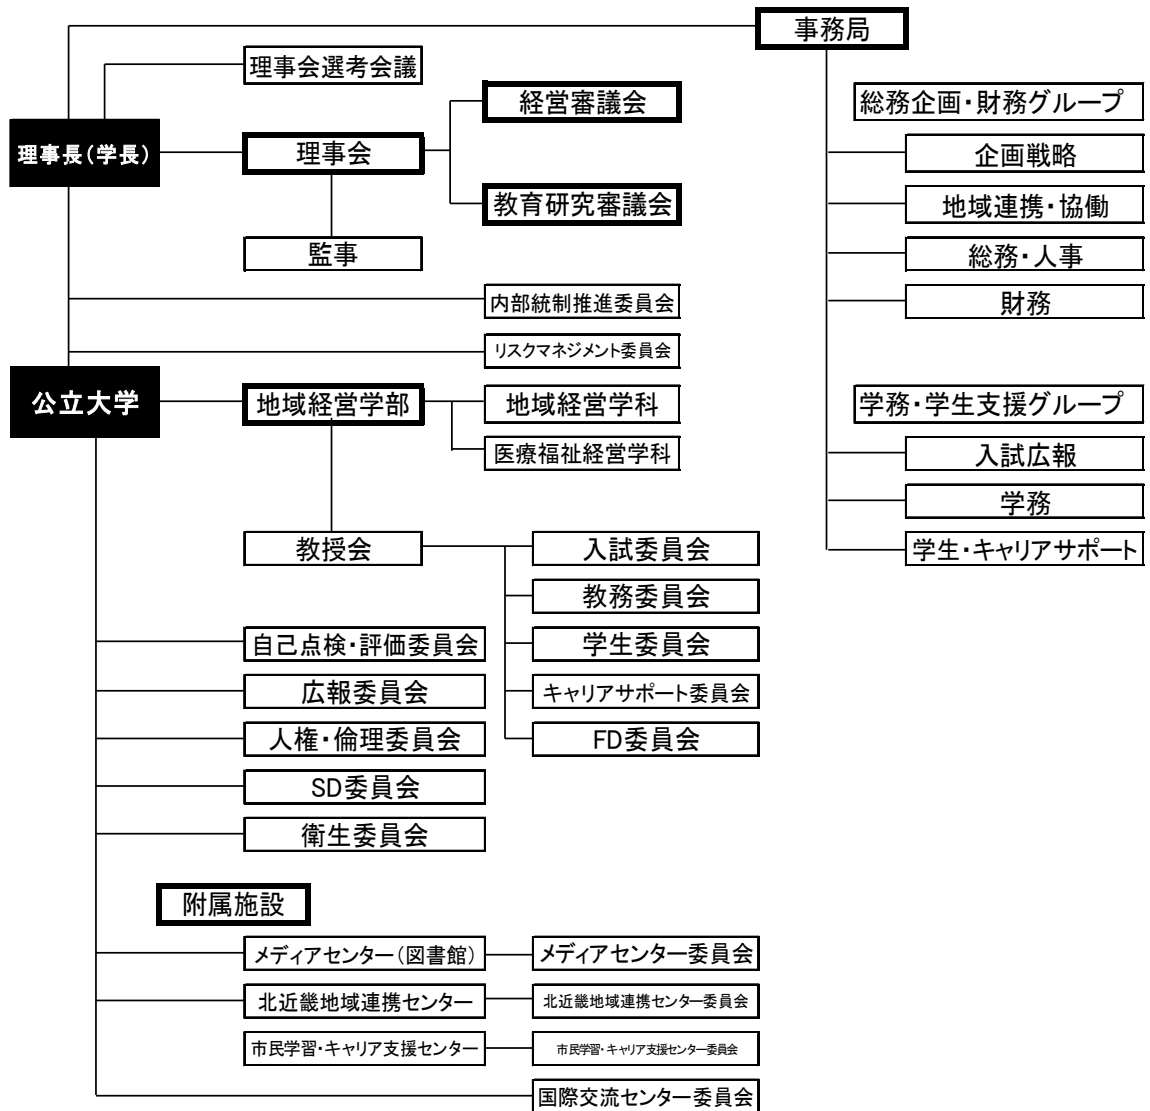 事務局
理事会選考会議
経営審議会
総務企画・財務グループ
理事長（学長）
理事会
企画戦略
教育研究審議会
地域連携・協働
監事
総務・人事
内部統制推進委員会
財務
リスクマネジメント委員会
公立大学
地域経営学部
地域経営学科
学務・学生支援グループ
医療福祉経営学科
入試広報
学務
教授会
入試委員会
学生・キャリアサポート
教務委員会
自己点検・評価委員会
学生委員会
広報委員会
キャリアサポート委員会
人権・倫理委員会
FD委員会
SD委員会
衛生委員会
附属施設
メディアセンター（図書館）
メディアセンター委員会
北近畿地域連携センター
北近畿地域連携センター委員会
市民学習・キャリア支援センター
市民学習・キャリア支援センター委員会
国際交流センター委員会